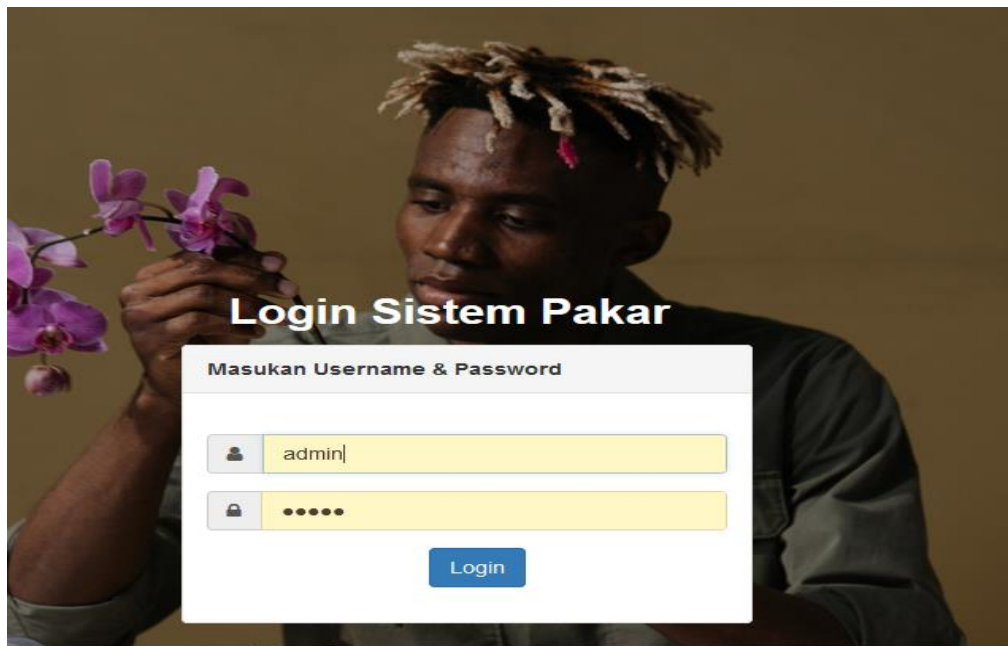 Login Sistem Pakar
Masukan Username & Password
admin
•••••
Login